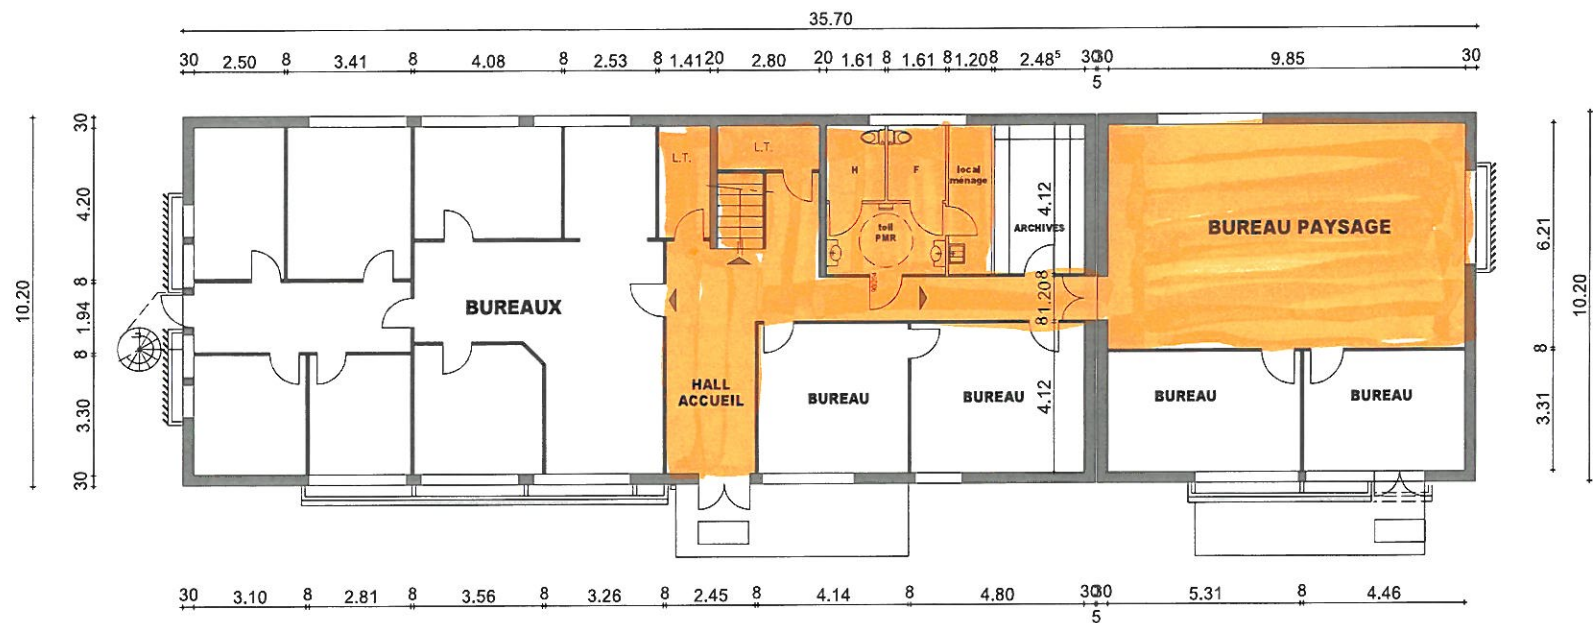 35.70
30 2.50 8 3.41 8 4.08 8 2.53 8 1.41 20 2.80 20 1.61 8 1.61 8 1.20 8 2.48⁵ 30 30 9.85 30
5
30 4.20 8 1.94 8 3.30 30
10.20
L.T.
L.T.
H
F
local
ménage
toil
PMR
ARCHIVES
4.12
8 1.20 8
4.12
BUREAU PAYSAGE
BUREAUX
HALL
ACCUEIL
BUREAU
BUREAU
BUREAU
BUREAU
6.21 8 3.31
10.20
30 3.10 8 2.81 8 3.56 8 3.26 8 2.45 8 4.14 8 4.80 30 30 5.31 8 4.46
5